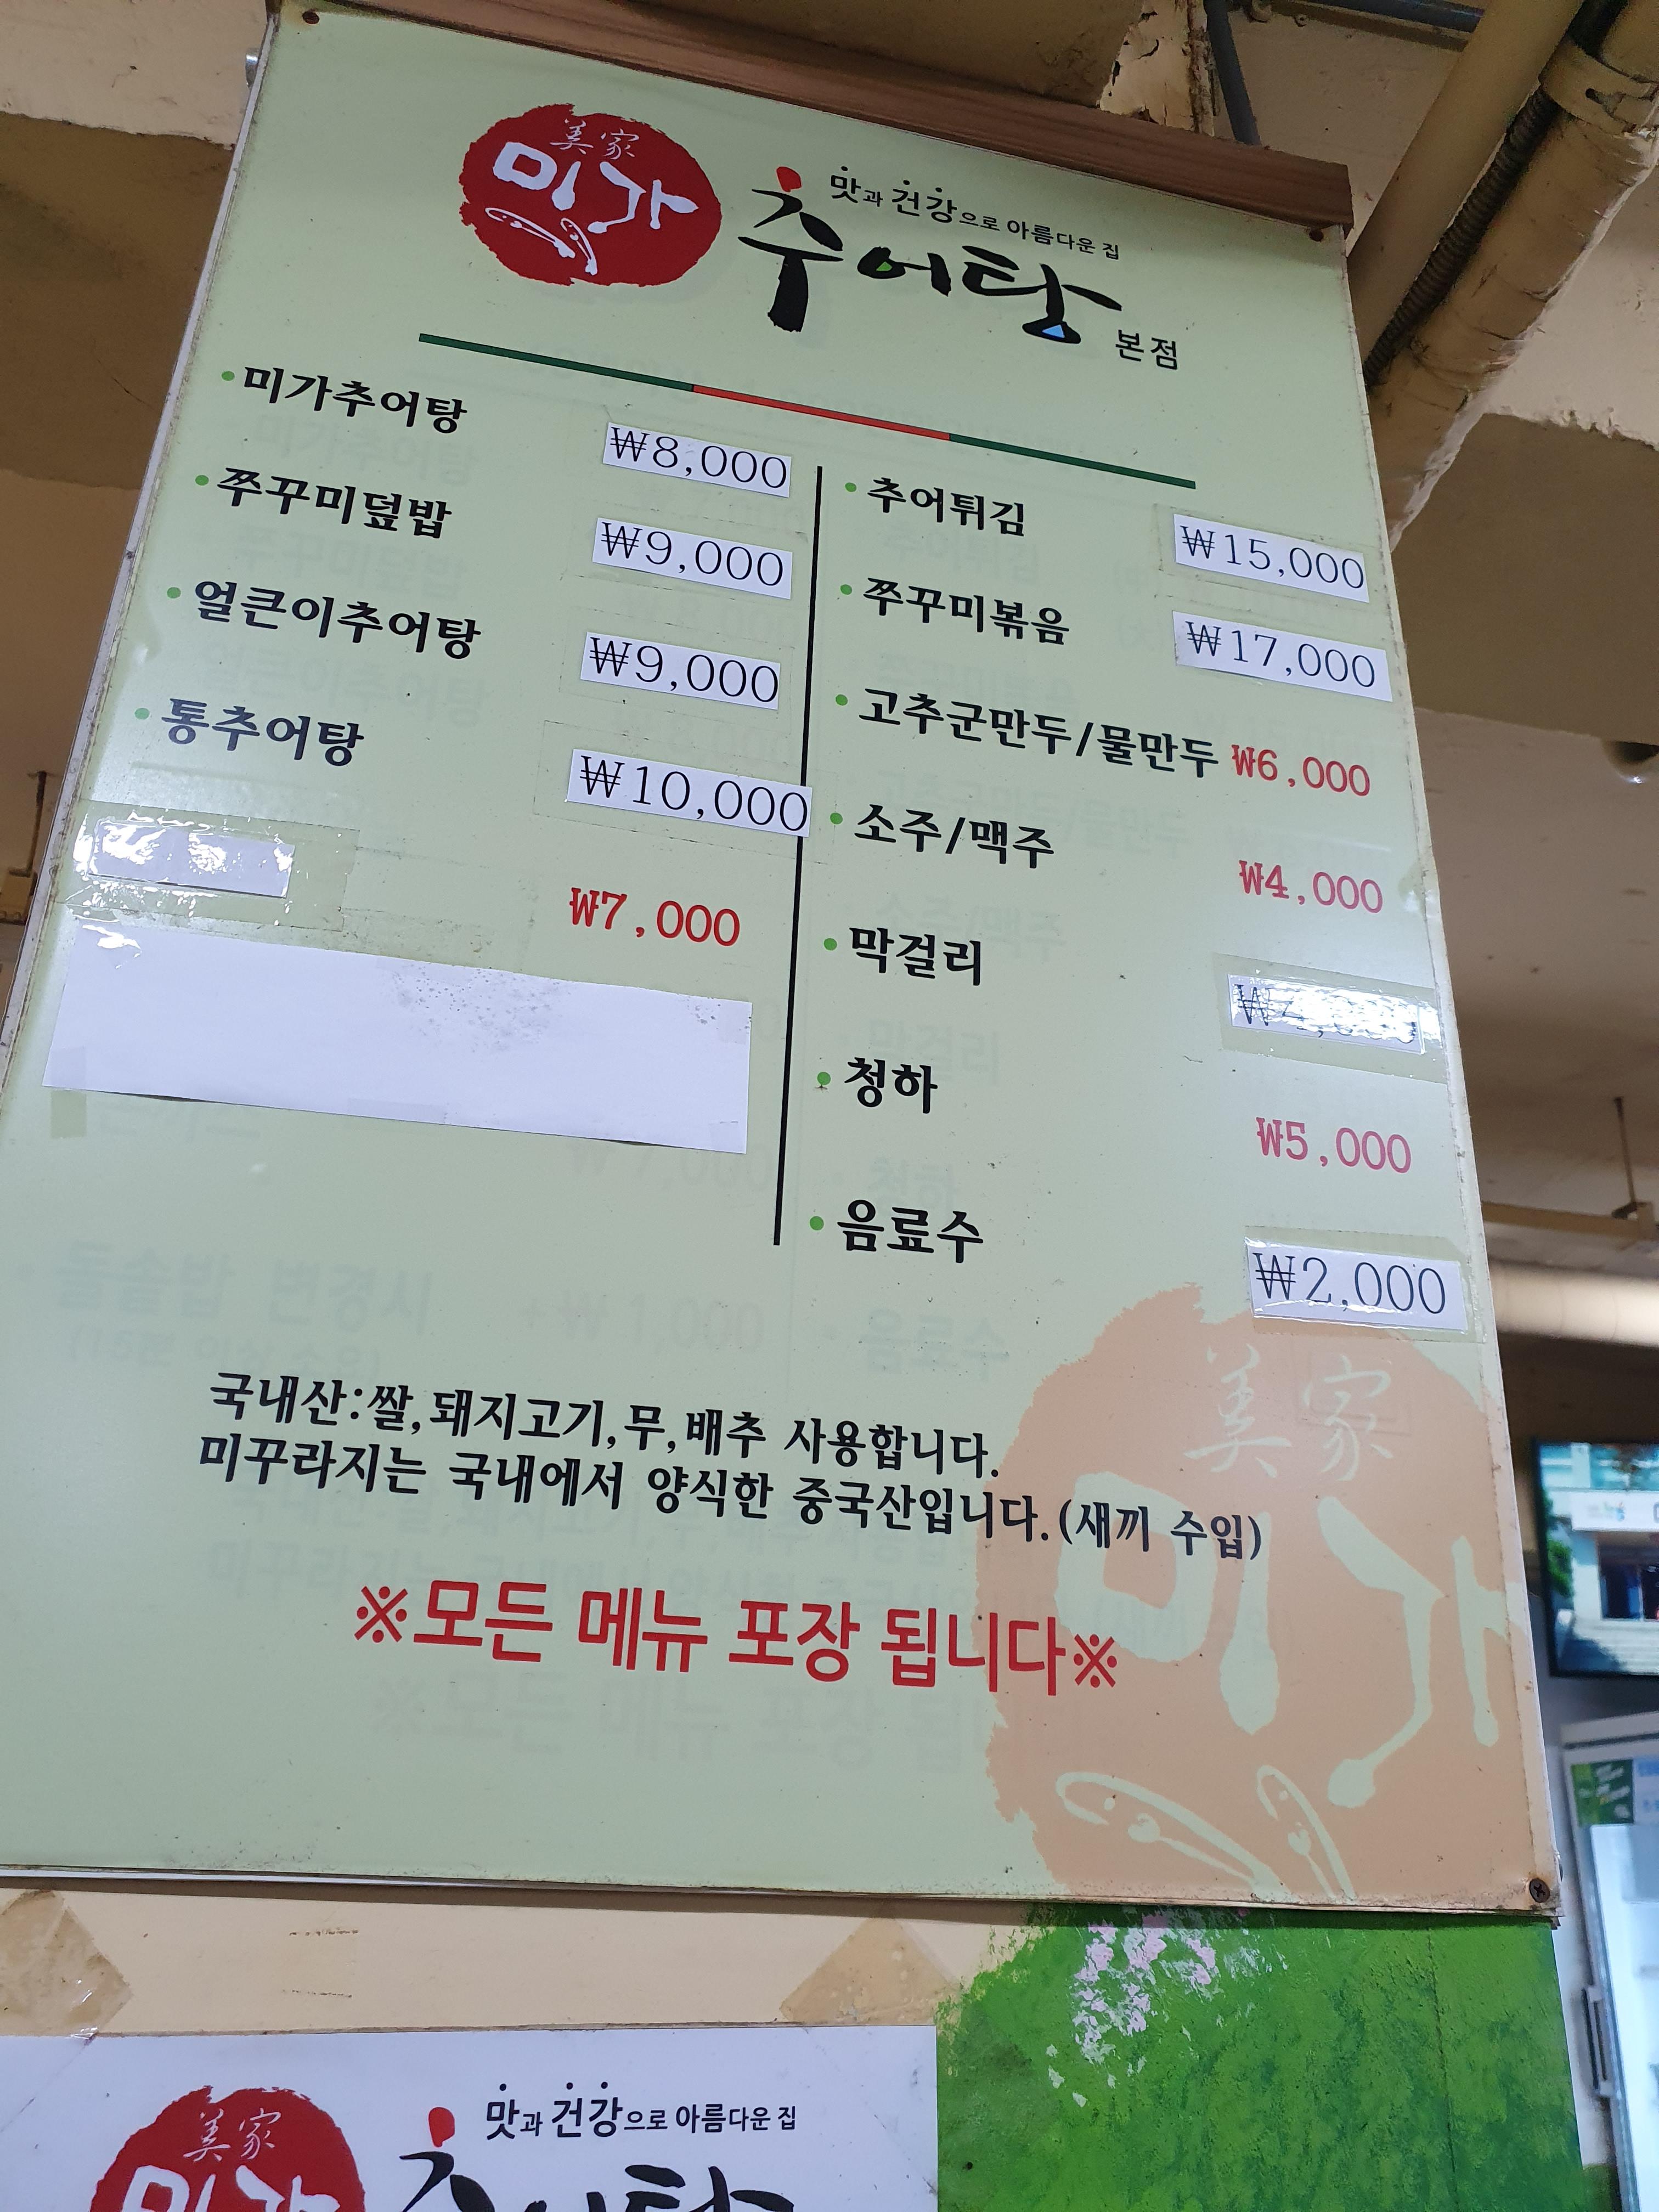 美家
미가
맛과 건강으로 아름다운 집
추어탕 본점
미가추어탕 ₩8,000
쭈꾸미덮밥 ₩9,000
얼큰이추어탕 ₩9,000
통추어탕 ₩10,000
₩7,000
추어튀김 ₩15,000
쭈꾸미볶음 ₩17,000
고추군만두/물만두 ₩6,000
소주/맥주 ₩4,000
막걸리
청하 ₩5,000
음료수 ₩2,000
국내산:쌀,돼지고기,무,배추 사용합니다.
미꾸라지는 국내에서 양식한 중국산입니다.(새끼 수입)
※모든 메뉴 포장 됩니다※
美家
미가
美家
미가
맛과 건강으로 아름다운 집
추어탕